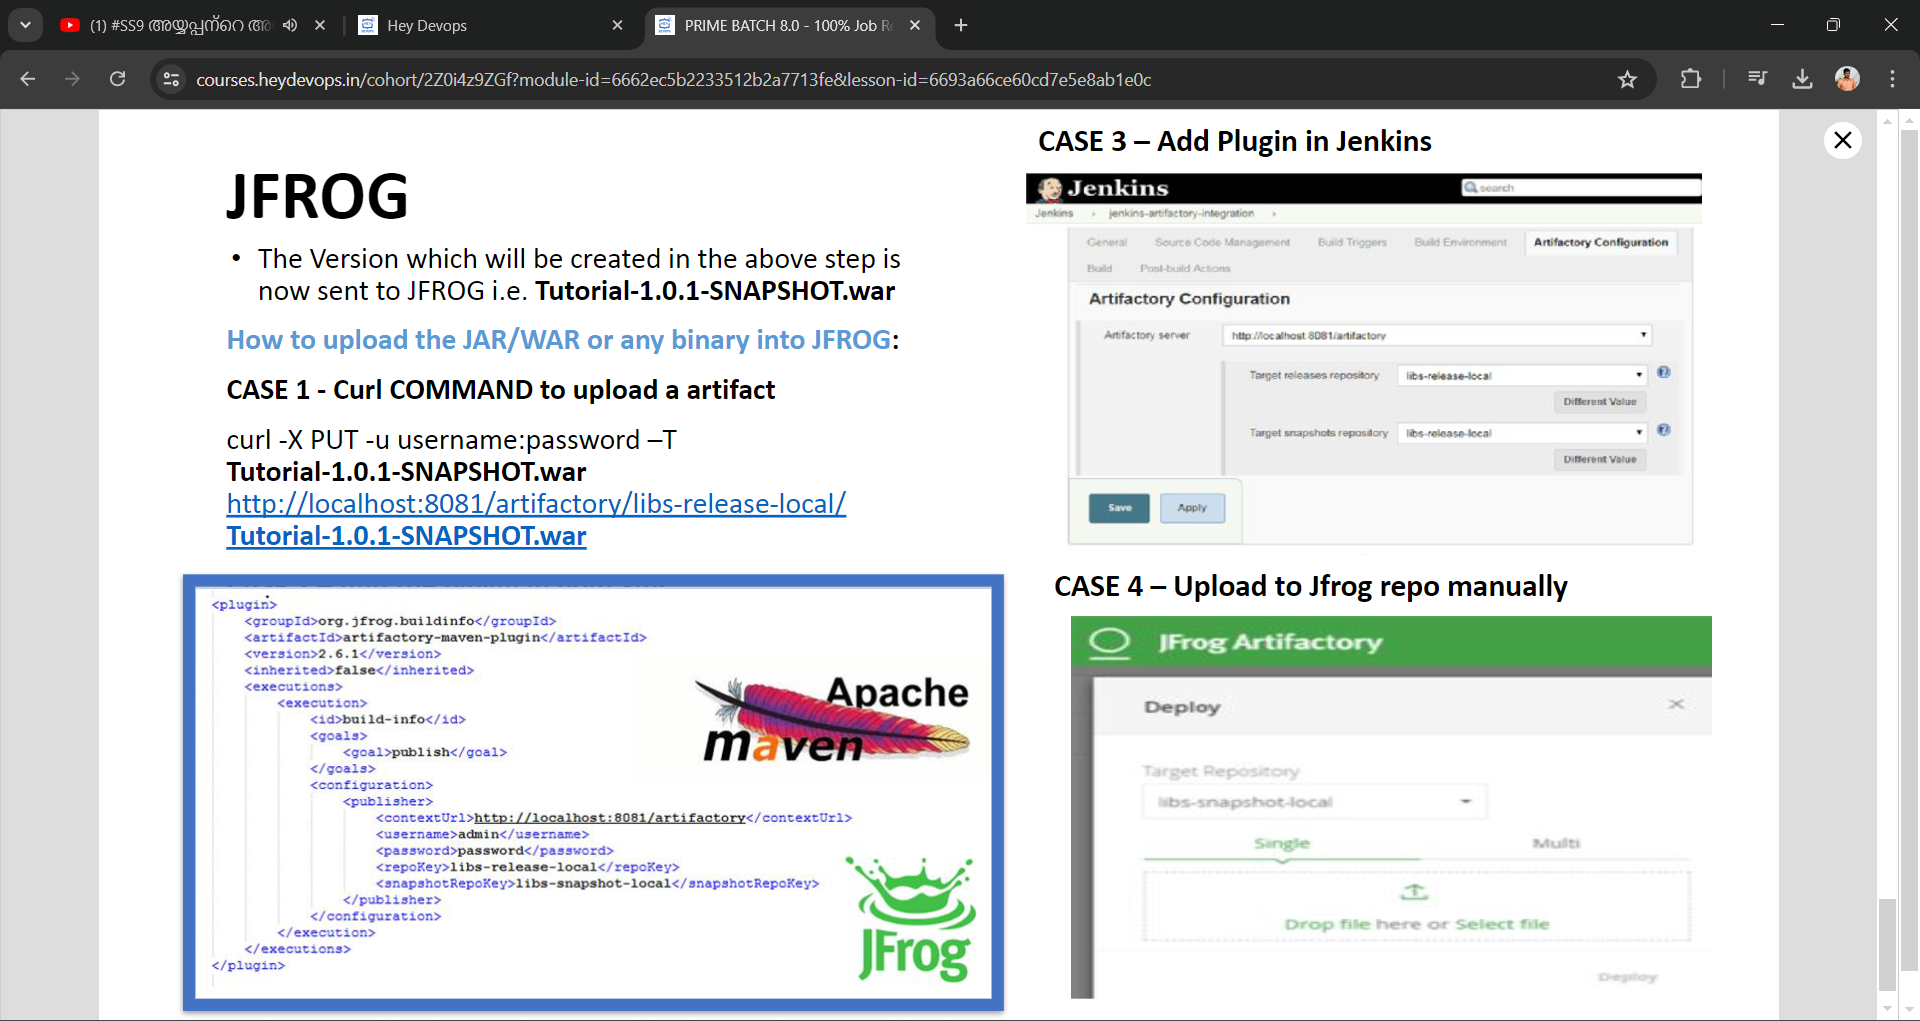 (1) #SS9 അയ്യപ്പന്റെ അ
Hey Devops
PRIME BATCH 8.0 - 100% Job R
courses.heydevops.in/cohort/2Z0i4z9ZGf?module-id=6662ec5b2233512b2a7713fe&lesson-id=6693a66ce60cd7e5e8ab1e0c
JFROG
• The Version which will be created in the above step is
now sent to JFROG i.e. Tutorial-1.0.1-SNAPSHOT.war
How to upload the JAR/WAR or any binary into JFROG:
CASE 1 - Curl COMMAND to upload a artifact
curl -X PUT -u username:password –T
Tutorial-1.0.1-SNAPSHOT.war
http://localhost:8081/artifactory/libs-release-local/
Tutorial-1.0.1-SNAPSHOT.war
<plugin>
<groupId>org.jfrog.buildinfo</groupId>
<artifactId>artifactory-maven-plugin</artifactId>
<version>2.6.1</version>
<inherited>false</inherited>
<executions>
<execution>
<id>build-info</id>
<goals>
<goal>publish</goal>
</goals>
<configuration>
<publisher>
<contextUrl>http://localhost:8081/artifactory</contextUrl>
<username>admin</username>
<password>password</password>
<repoKey>libs-release-local</repoKey>
<snapshotRepoKey>libs-snapshot-local</snapshotRepoKey>
</publisher>
</configuration>
</execution>
</executions>
</plugin>
Apache
maven
JFrog
CASE 3 – Add Plugin in Jenkins
Jenkins
search
Jenkins › jenkins-artifactory-integration ›
General Source Code Management Build Triggers Build Environment Artifactory Configuration
Build Post-build Actions
Artifactory Configuration
Artifactory server http://localhost:8081/artifactory
Target releases repository libs-release-local
Different Value
Target snapshots repository libs-release-local
Different Value
Save Apply
CASE 4 – Upload to Jfrog repo manually
JFrog Artifactory
Deploy
Target Repository
libs-snapshot-local
Single Multi
Drop file here or Select file
Deploy